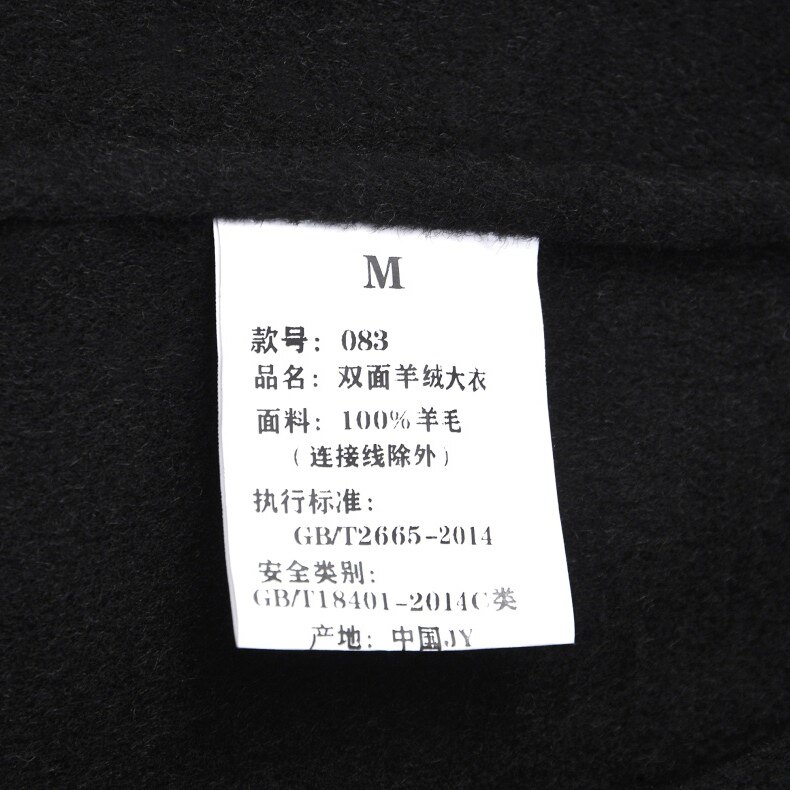 M
款号: 083
品名: 双面羊绒大衣
面料: 100%羊毛
(连接线除外)
执行标准:
GB/T2665-2014
安全类别:
GB/T18401-2014C类
产地: 中国JY